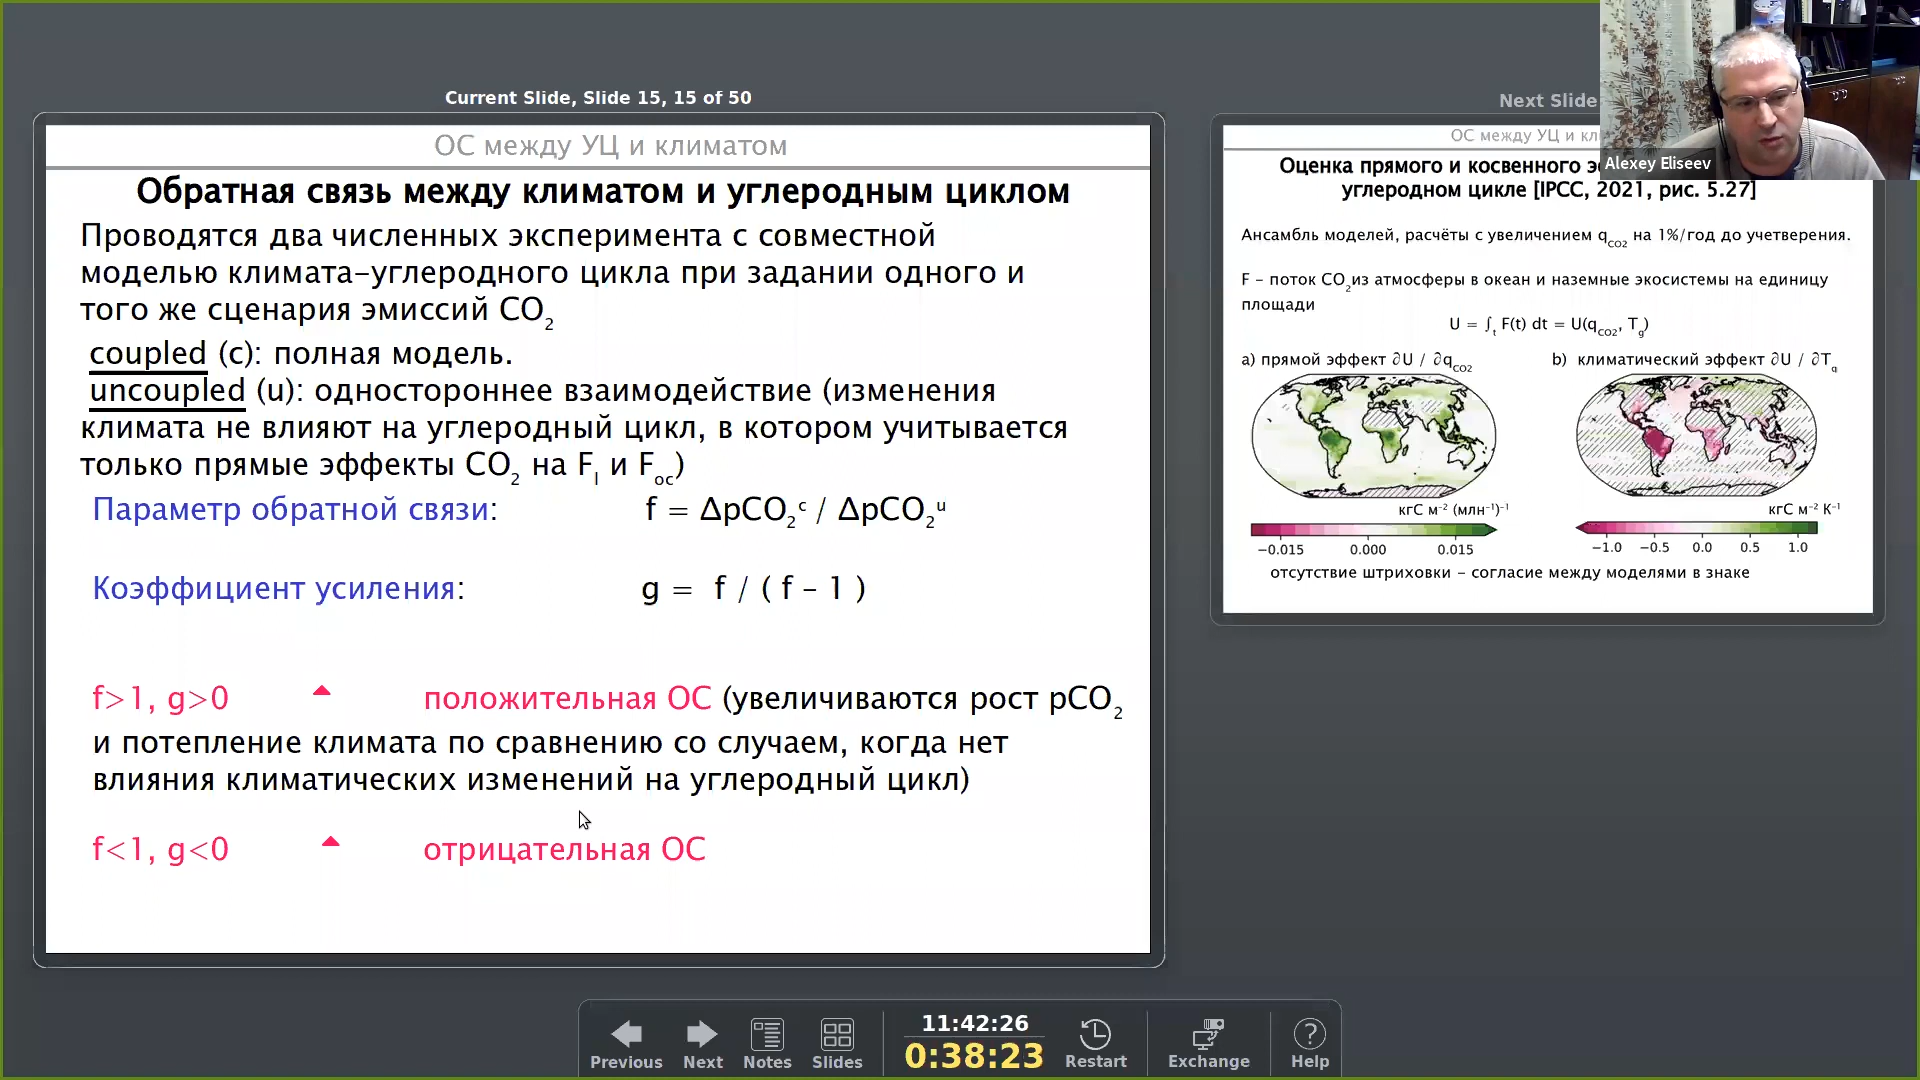 Current Slide, Slide 15, 15 of 50
ОС между УЦ и климатом
Обратная связь между климатом и углеродным циклом
Проводятся два численных эксперимента с совместной
моделью климата–углеродного цикла при задании одного и
того же сценария эмиссий CO2
coupled (c): полная модель.
uncoupled (u): одностороннее взаимодействие (изменения
климата не влияют на углеродный цикл, в котором учитывается
только прямые эффекты CO2 на Fl и Foc)
Параметр обратной связи: f = ΔpCO2c / ΔpCO2u
Коэффициент усиления: g = f / ( f – 1 )
f>1, g>0 положительная ОС (увеличиваются рост pCO2
и потепление климата по сравнению со случаем, когда нет
влияния климатических изменений на углеродный цикл)
f<1, g<0 отрицательная ОС
Next Slide
ОС между УЦ и
Оценка прямого и косвенного
углеродном цикле [IPCC, 2021, рис. 5.27]
Ансамбль моделей, расчёты с увеличением qCO2 на 1%/год до учетверения.
F – поток CO2из атмосферы в океан и наземные экосистемы на единицу
площади
U = ∫t F(t) dt = U(qCO2, Tg)
a) прямой эффект ∂U / ∂qCO2
b) климатический эффект ∂U / ∂Tg
кгС м⁻² (млн⁻¹)⁻¹
−0.015 0.000 0.015
кгС м⁻² К⁻¹
−1.0 −0.5 0.0 0.5 1.0
отсутствие штриховки – согласие между моделями в знаке
Alexey Eliseev
Previous
Next
Notes
Slides
11:42:26
0:38:23
Restart
Exchange
Help